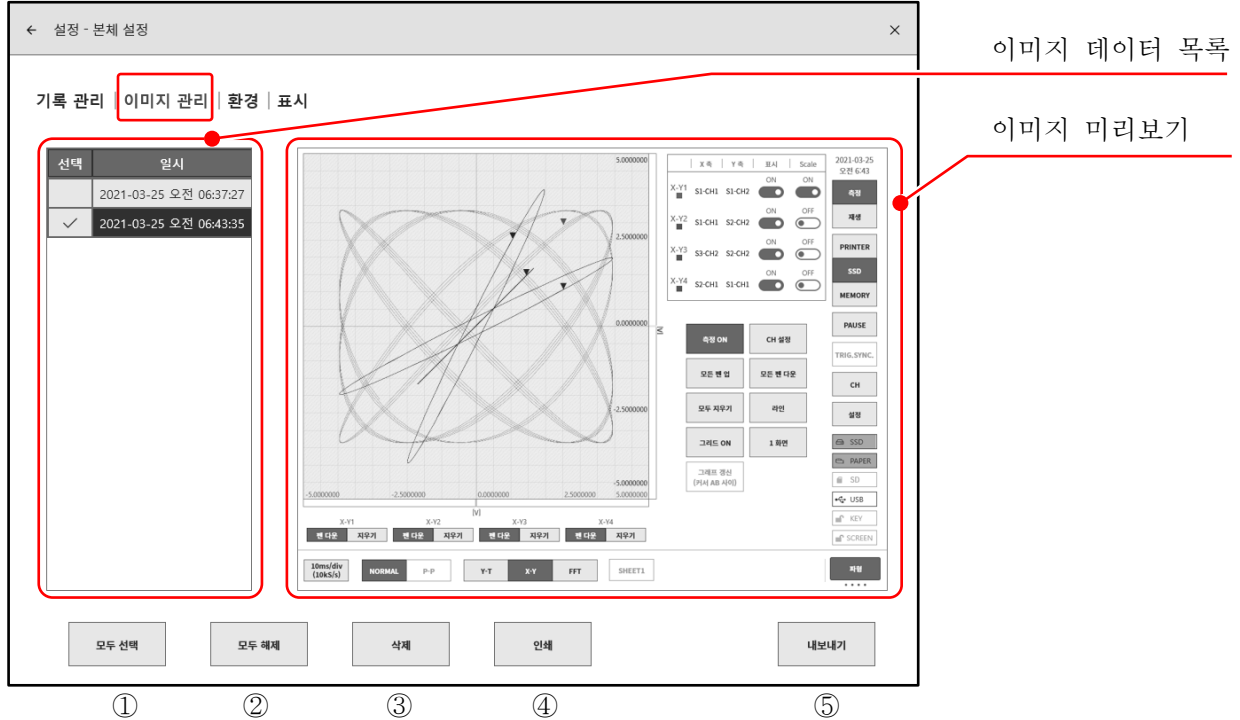 ← 설정 - 본체 설정 ×
이미지 데이터 목록
이미지 미리보기
기록 관리 | 이미지 관리 | 환경 | 표시
선택 일시
2021-03-25 오전 06:37:27
✓ 2021-03-25 오전 06:43:35
5.0000000
2.5000000
0.0000000
[V]
-2.5000000
-5.0000000
-5.0000000 -2.5000000 0.0000000 2.5000000 5.0000000
[V]
X-Y1 X-Y2 X-Y3 X-Y4
펜 다운 지우기 펜 다운 지우기 펜 다운 지우기 펜 다운 지우기
X 축 Y 축 표시 Scale
ON ON
X-Y1 S1-CH1 S1-CH2
ON OFF
X-Y2 S1-CH1 S1-CH2
ON OFF
X-Y3 S3-CH2 S2-CH2
ON OFF
X-Y4 S2-CH1 S1-CH1
측정 ON CH 설정
모든 펜 업 모든 펜 다운
모두 지우기 라인
그리드 ON 1 화면
그래프 갱신
(커서 AB 사이)
2021-03-25
오전 6:43
측정
재생
PRINTER
SSD
MEMORY
PAUSE
TRIG.SYNC.
CH
설정
SSD
PAPER
SD
USB
KEY
SCREEN
10ms/div
(10kS/s)
NORMAL P-P Y-T X-Y FFT SHEET1 파형
모두 선택 모두 해제 삭제 인쇄 내보내기
① ② ③ ④ ⑤